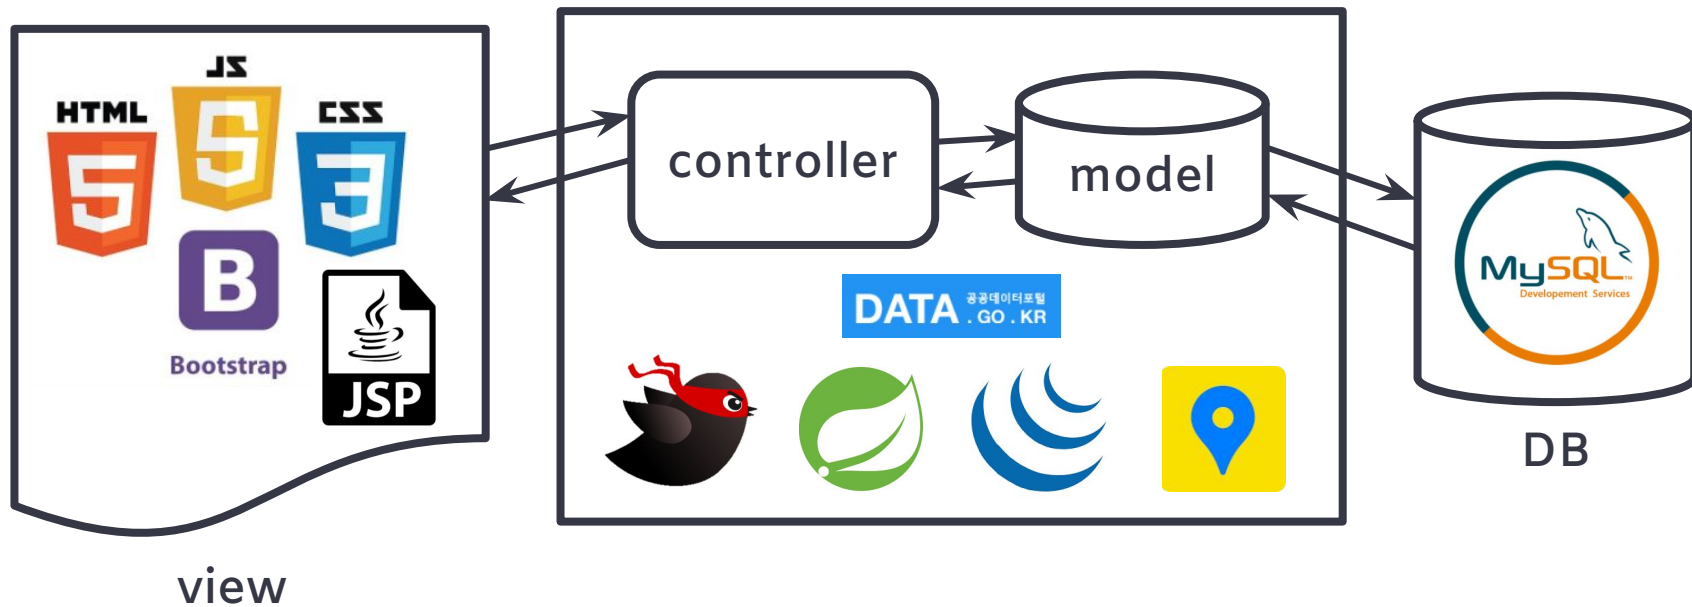 JS
HTML
CSS
B
Bootstrap
JSP
view
controller
model
DATA 공공데이터포털
.GO.KR
MySQL™
Developement Services
DB